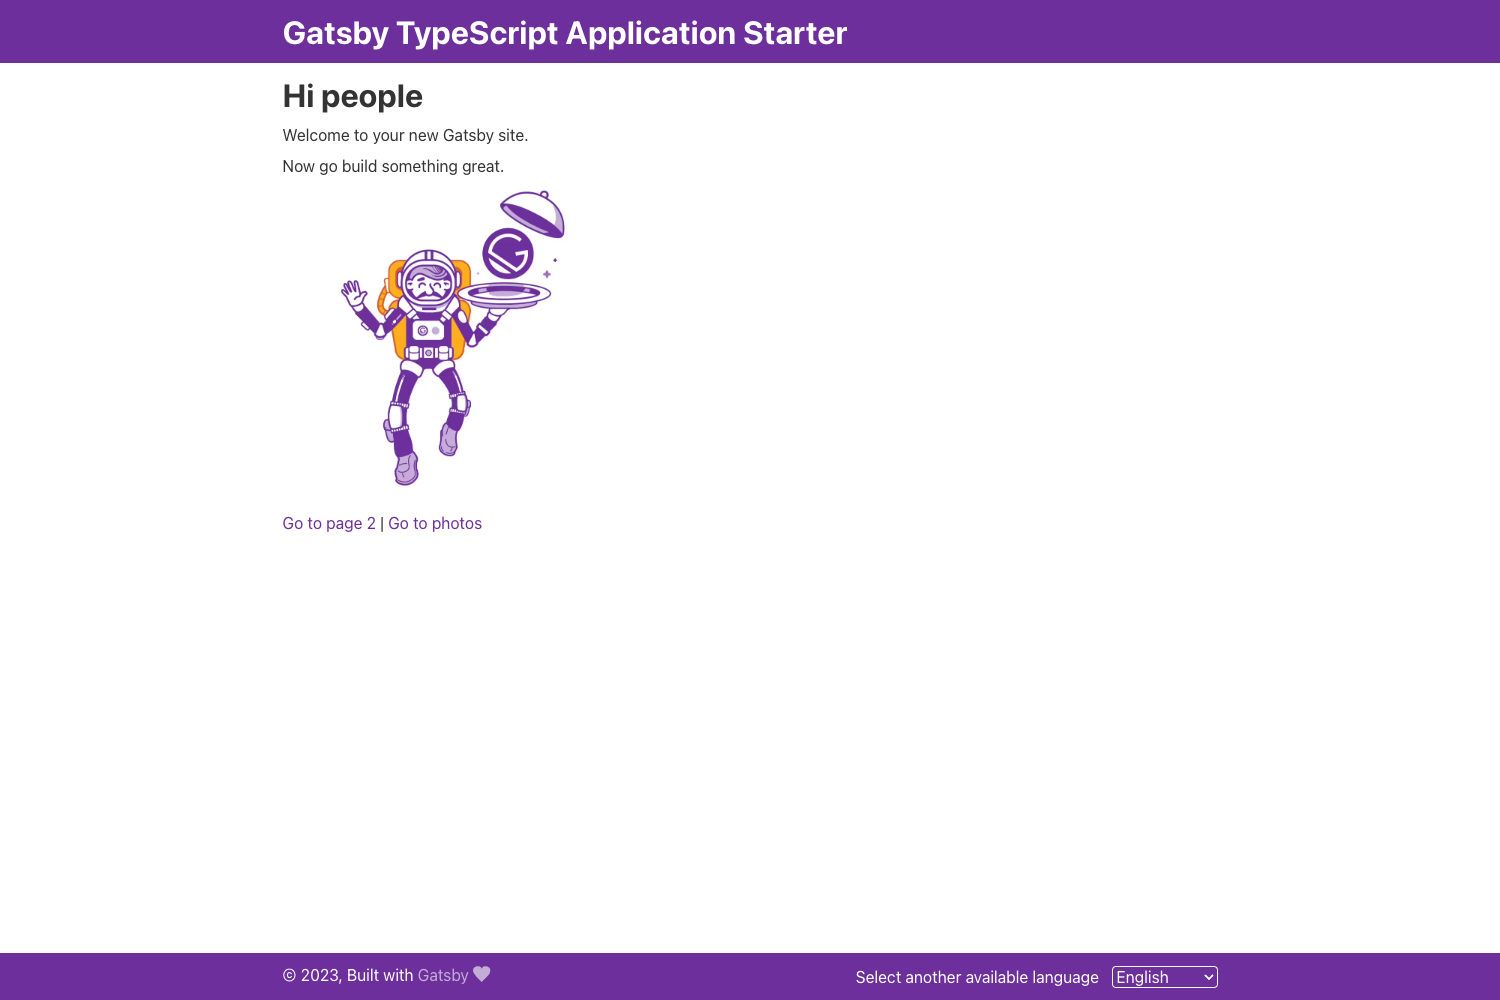 Gatsby TypeScript Application Starter
Hi people
Welcome to your new Gatsby site.
Now go build something great.
Go to page 2 | Go to photos
© 2023, Built with Gatsby
Select another available language English